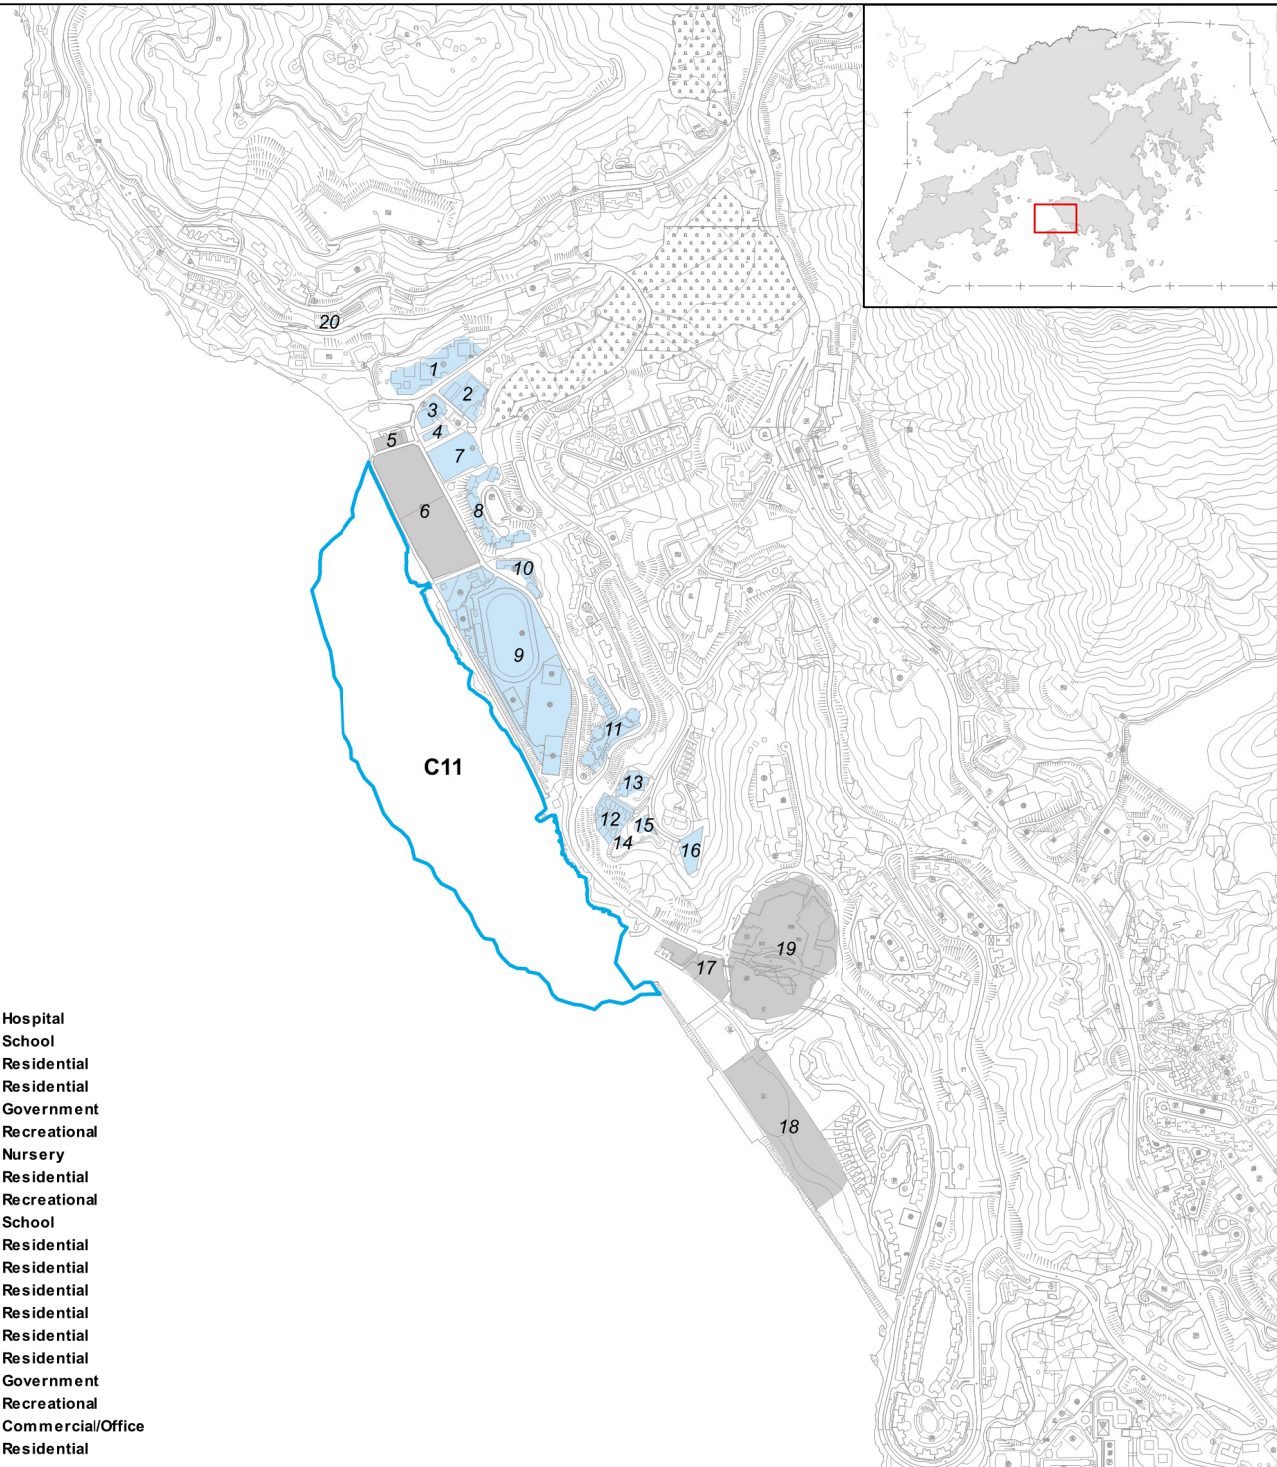 20
1
2
3
4
5
7
6
8
10
9
11
C11
13
12
15
14
16
19
17
18
Hospital
School
Residential
Residential
Government
Recreational
Nursery
Residential
Recreational
School
Residential
Residential
Residential
Residential
Residential
Residential
Government
Recreational
Commercial/Office
Residential